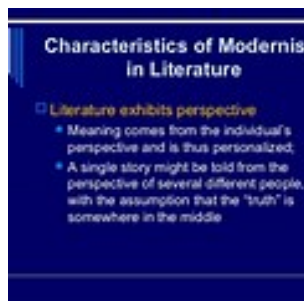 Characteristics of Modernis
in Literature
Literature exhibits perspective
Meaning comes from the individual's
perspective and is thus personalized;
A single story might be told from the
perspective of several different people,
with the assumption that the "truth" is
somewhere in the middle